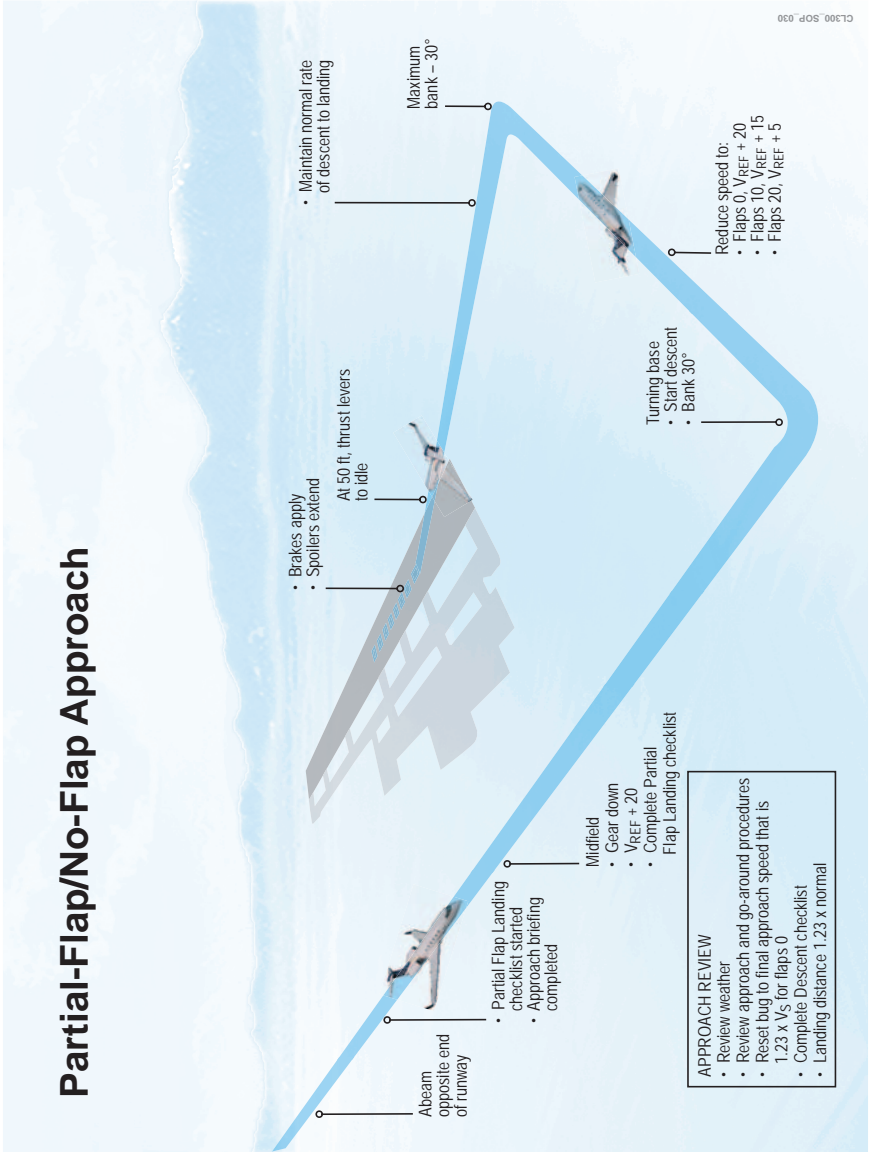 Partial-Flap/No-Flap Approach
Abeam
opposite end
of runway
• Partial Flap Landing
checklist started
• Approach briefing
completed
Midfield
• Gear down
• VREF + 20
• Complete Partial
Flap Landing checklist
Turning base
• Start descent
• Bank 30°
Reduce speed to:
• Flaps 0, VREF + 20
• Flaps 10, VREF + 15
• Flaps 20, VREF + 5
Maximum
bank – 30°
• Maintain normal rate
of descent to landing
At 50 ft, thrust levers
to idle
• Brakes apply
• Spoilers extend
APPROACH REVIEW
• Review weather
• Review approach and go-around procedures
• Reset bug to final approach speed that is
1.23 x VS for flaps 0
• Complete Descent checklist
• Landing distance 1.23 x normal
CL300_SOP_030